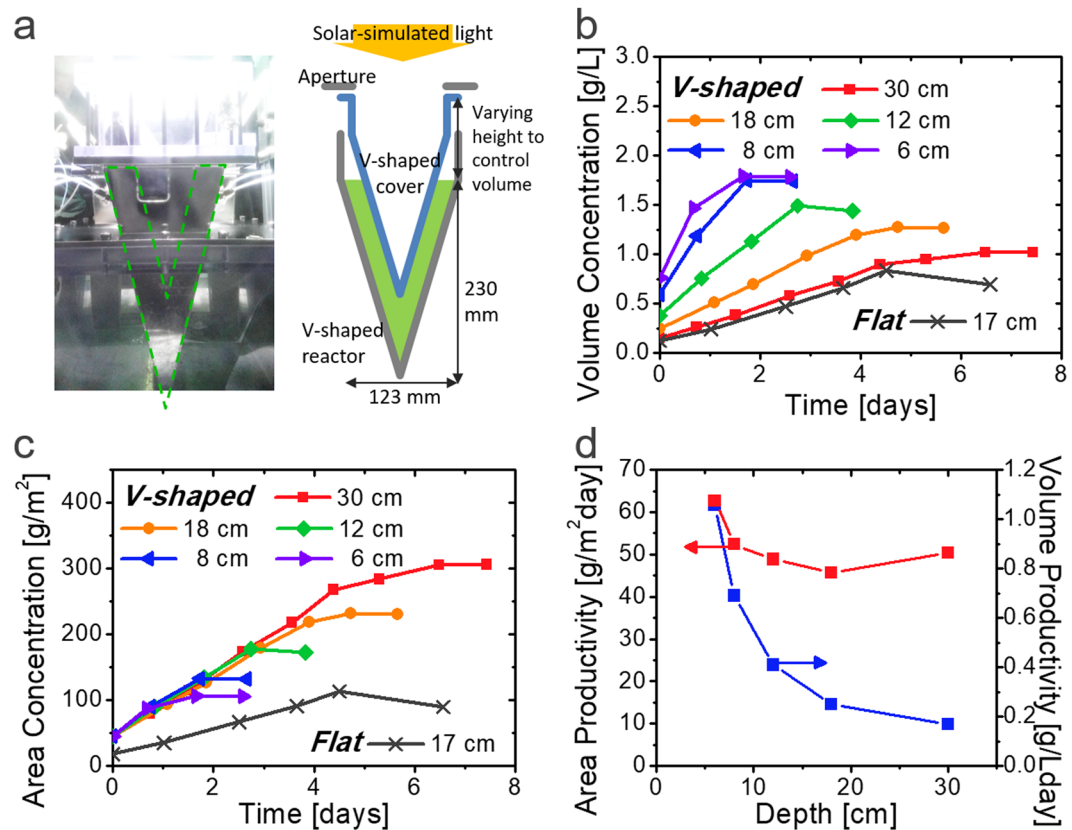 a
Solar-simulated light
Aperture
Varying
height to
control
volume
V-shaped
cover
V-shaped
reactor
230
mm
123 mm
b
Volume Concentration [g/L]
3.0
2.5
2.0
1.5
1.0
0.5
0.0
V-shaped
30 cm
18 cm
12 cm
8 cm
6 cm
Flat
17 cm
0
2
4
6
8
Time [days]
c
Area Concentration [g/m²]
400
300
200
100
0
V-shaped
30 cm
18 cm
12 cm
8 cm
6 cm
Flat
17 cm
0
2
4
6
8
Time [days]
d
Area Productivity [g/m²day]
70
60
50
40
30
20
10
0
1.2
1.0
0.8
0.6
0.4
0.2
0.0
Volume Productivity [g/Lday]
0
10
20
30
Depth [cm]